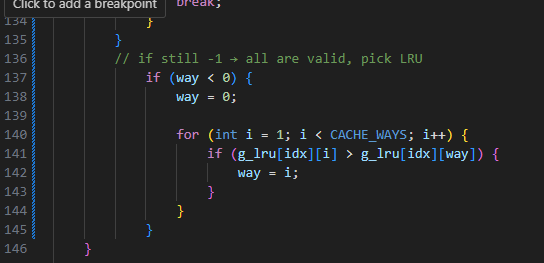 Click to add a breakpoint break;
134 }
135 }
136 // if still -1 → all are valid, pick LRU
137 if (way < 0) {
138 way = 0;
139
140 for (int i = 1; i < CACHE_WAYS; i++) {
141 if (g_lru[idx][i] > g_lru[idx][way]) {
142 way = i;
143 }
144 }
145 }
146 }